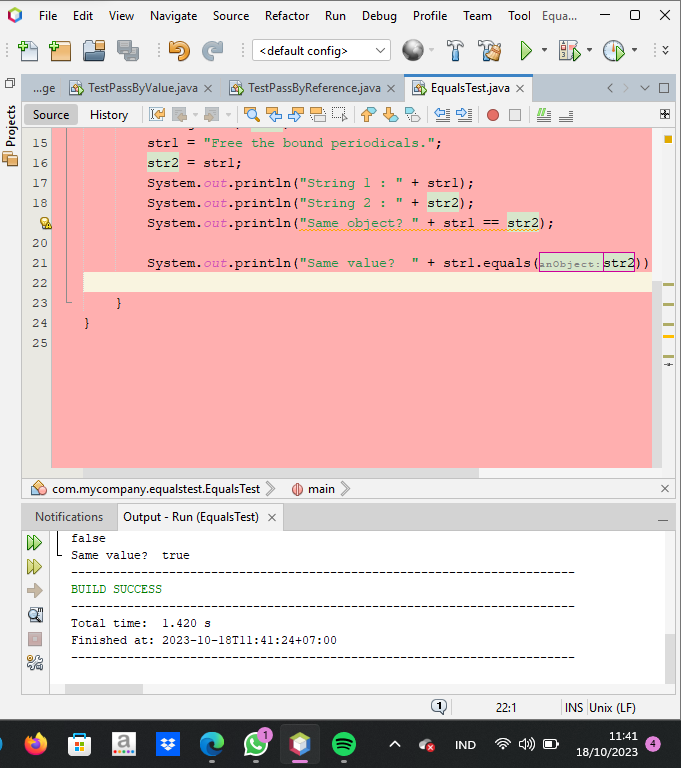 File Edit View Navigate Source Refactor Run Debug Profile Team Tool Equa...
<default config>
...ge TestPassByValue.java TestPassByReference.java EqualsTest.java
Projects
Source History
15 str1 = "Free the bound periodicals.";
16 str2 = str1;
17 System.out.println("String 1 : " + str1);
18 System.out.println("String 2 : " + str2);
System.out.println("Same object? " + str1 == str2);
20
21 System.out.println("Same value?  " + str1.equals(anObject:str2))
22
23 }
24 }
25
com.mycompany.equalstest.EqualsTest main
Notifications Output - Run (EqualsTest)
false
Same value?  true
------------------------------------------------------------------------
BUILD SUCCESS
------------------------------------------------------------------------
Total time:  1.420 s
Finished at: 2023-10-18T11:41:24+07:00
------------------------------------------------------------------------
1 22:1 INS Unix (LF)
a 1 IND 11:41 4
18/10/2023